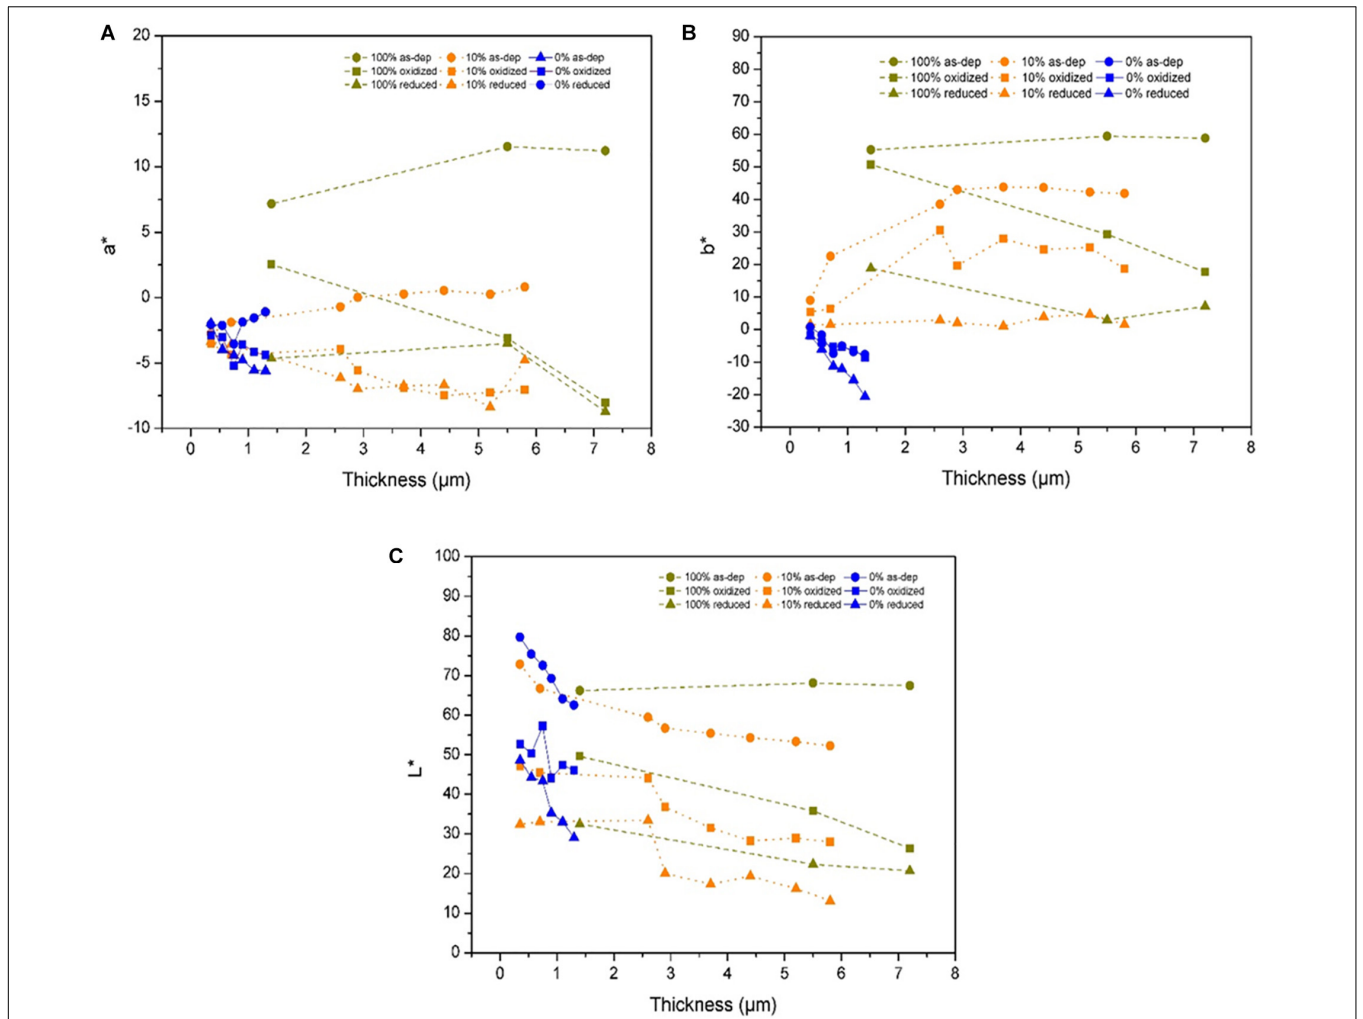 A
20
15
10
5
0
-5
-10
a*
100% as-dep 10% as-dep 0% as-dep
100% oxidized 10% oxidized 0% oxidized
100% reduced 10% reduced 0% reduced
0 1 2 3 4 5 6 7 8
Thickness (μm)
B
90
80
70
60
50
40
30
20
10
0
-10
-20
-30
b*
100% as-dep 10% as-dep 0% as-dep
100% oxidized 10% oxidized 0% oxidized
100% reduced 10% reduced 0% reduced
0 1 2 3 4 5 6 7 8
Thickness (μm)
C
100
90
80
70
60
50
40
30
20
10
0
L*
100% as-dep 10% as-dep 0% as-dep
100% oxidized 10% oxidized 0% oxidized
100% reduced 10% reduced 0% reduced
0 1 2 3 4 5 6 7 8
Thickness (μm)